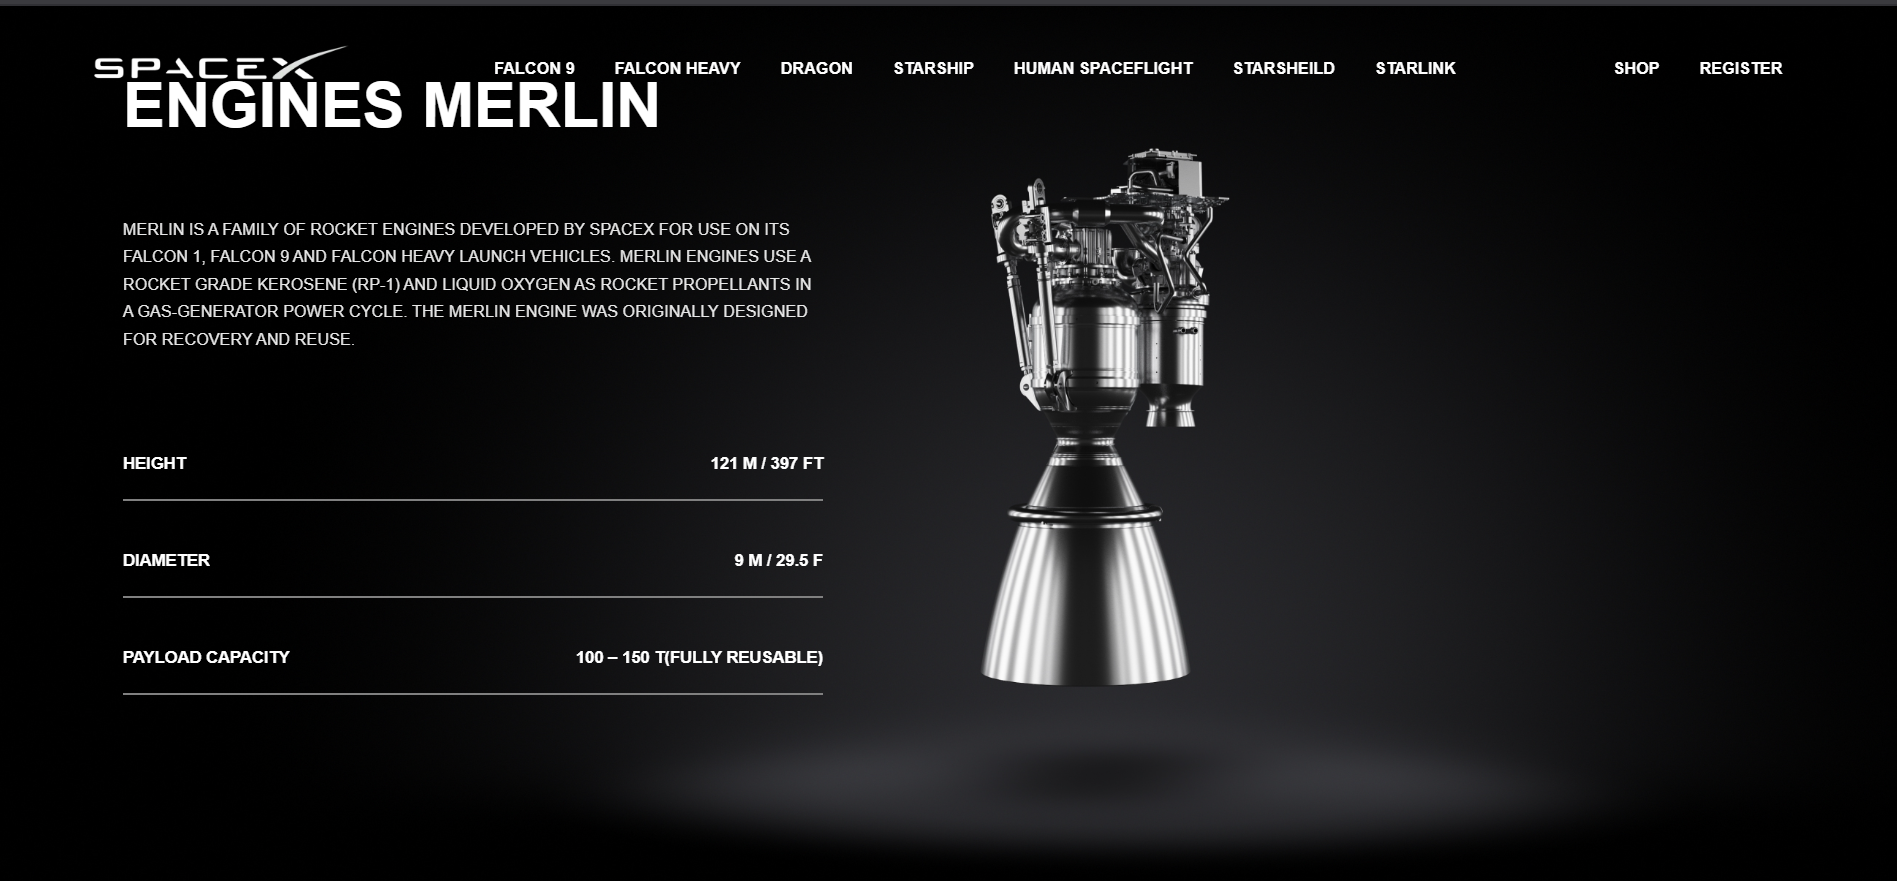 SPACEX
FALCON 9
FALCON HEAVY
DRAGON
STARSHIP
HUMAN SPACEFLIGHT
STARSHEILD
STARLINK
SHOP
REGISTER
ENGINES MERLIN
MERLIN IS A FAMILY OF ROCKET ENGINES DEVELOPED BY SPACEX FOR USE ON ITS
FALCON 1, FALCON 9 AND FALCON HEAVY LAUNCH VEHICLES. MERLIN ENGINES USE A
ROCKET GRADE KEROSENE (RP-1) AND LIQUID OXYGEN AS ROCKET PROPELLANTS IN
A GAS-GENERATOR POWER CYCLE. THE MERLIN ENGINE WAS ORIGINALLY DESIGNED
FOR RECOVERY AND REUSE.
HEIGHT 121 M / 397 FT
DIAMETER 9 M / 29.5 F
PAYLOAD CAPACITY 100 – 150 T(FULLY REUSABLE)